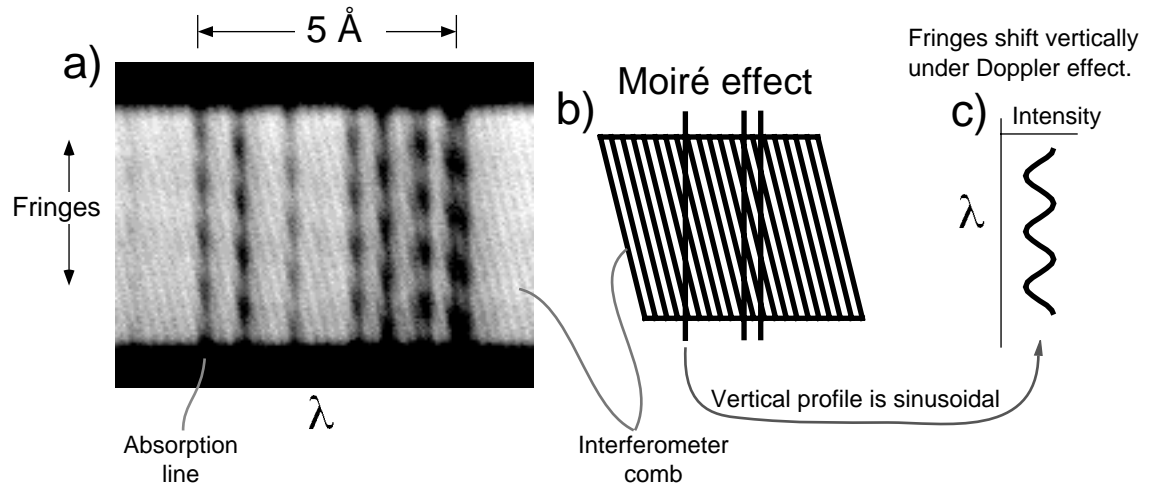 5 Å
a)
Fringes
λ
Absorption
line
Moiré effect
b)
Interferometer
comb
Fringes shift vertically
under Doppler effect.
c)
Intensity
λ
Vertical profile is sinusoidal